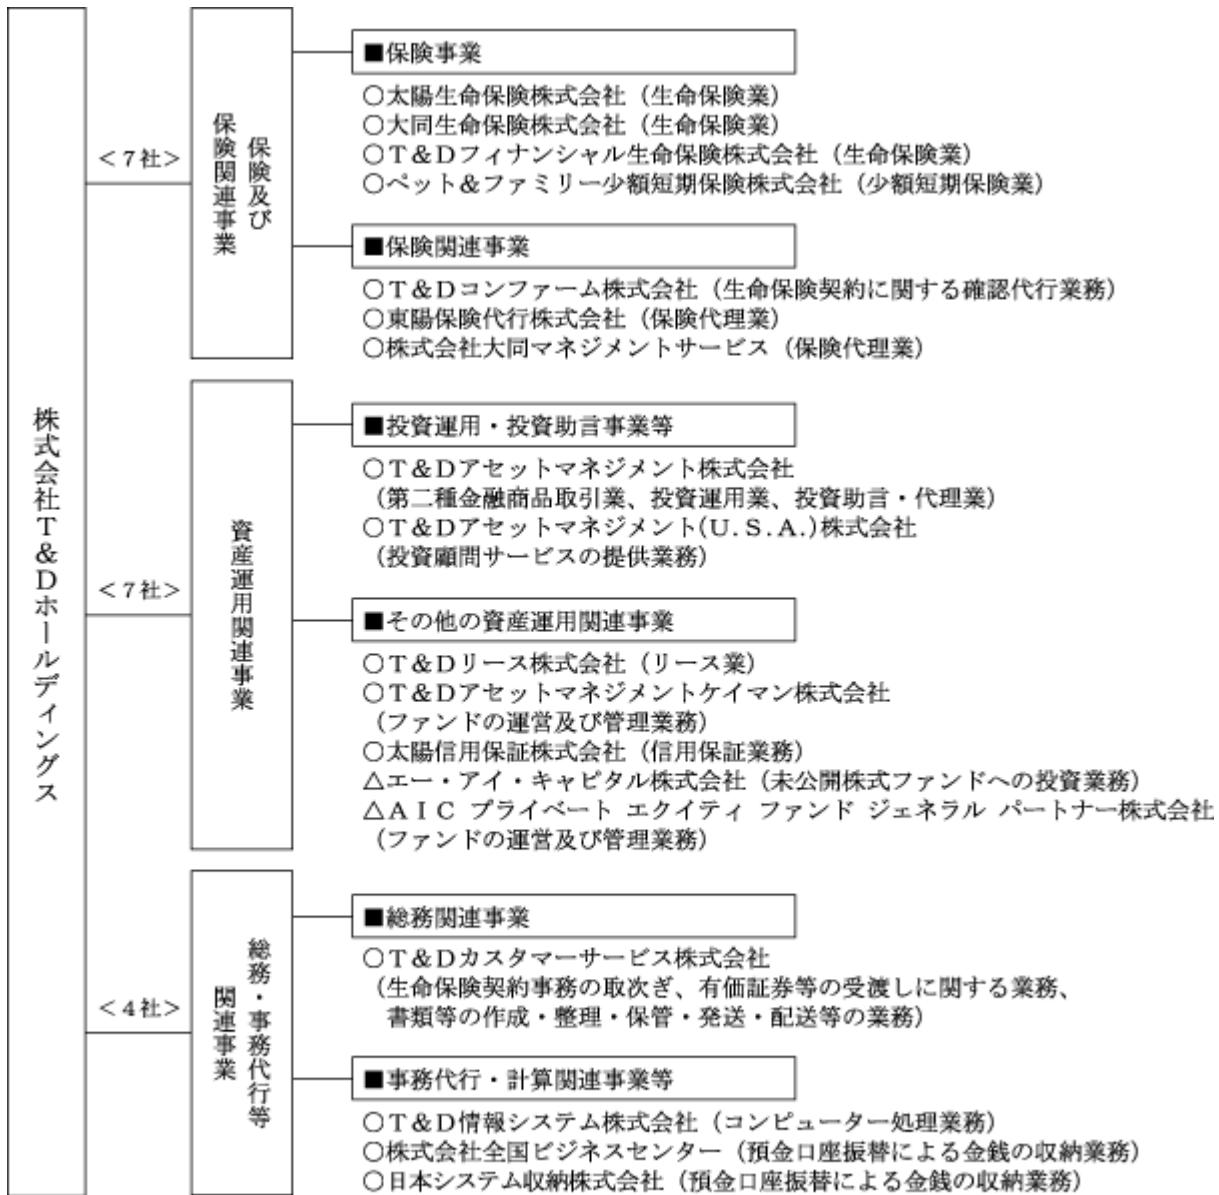 株式会社T&Dホールディングス
<7社>
保険及び
保険関連事業
■保険事業
○太陽生命保険株式会社(生命保険業)
○大同生命保険株式会社(生命保険業)
○T&Dフィナンシャル生命保険株式会社(生命保険業)
○ペット&ファミリー少額短期保険株式会社(少額短期保険業)
■保険関連事業
○T&Dコンファーム株式会社(生命保険契約に関する確認代行業務)
○東陽保険代行株式会社(保険代理業)
○株式会社大同マネジメントサービス(保険代理業)
<7社>
資産運用関連事業
■投資運用・投資助言事業等
○T&Dアセットマネジメント株式会社
(第二種金融商品取引業、投資運用業、投資助言・代理業)
○T&Dアセットマネジメント(U.S.A.)株式会社
(投資顧問サービスの提供業務)
■その他の資産運用関連事業
○T&Dリース株式会社(リース業)
○T&Dアセットマネジメントケイマン株式会社
(ファンドの運営及び管理業務)
○太陽信用保証株式会社(信用保証業務)
△エー・アイ・キャピタル株式会社(未公開株式ファンドへの投資業務)
△AIC プライベート エクイティ ファンド ジェネラル パートナー株式会社
(ファンドの運営及び管理業務)
<4社>
総務・事務代行等
関連事業
■総務関連事業
○T&Dカスタマーサービス株式会社
(生命保険契約事務の取次ぎ、有価証券等の受渡しに関する業務、
書類等の作成・整理・保管・発送・配送等の業務)
■事務代行・計算関連事業等
○T&D情報システム株式会社(コンピューター処理業務)
○株式会社全国ビジネスセンター(預金口座振替による金銭の収納業務)
○日本システム収納株式会社(預金口座振替による金銭の収納業務)